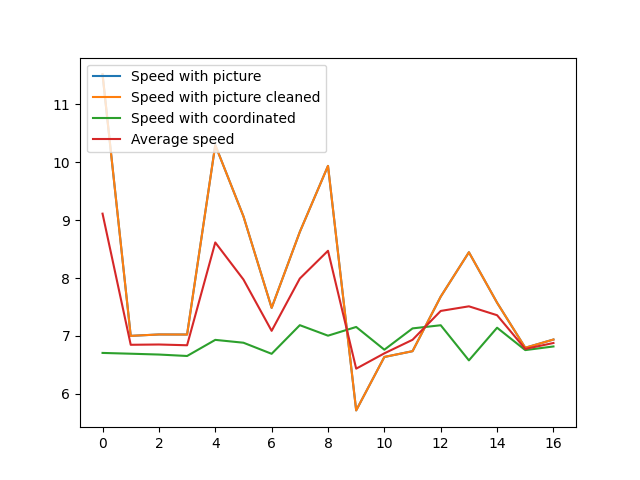 Speed with picture
Speed with picture cleaned
Speed with coordinated
Average speed
11
10
9
8
7
6
0 2 4 6 8 10 12 14 16